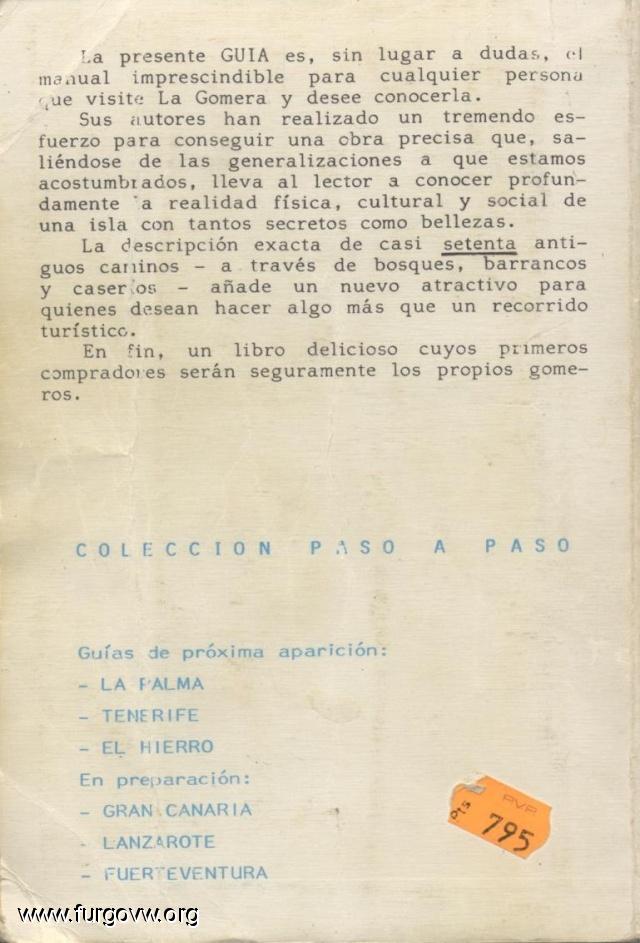 La presente GUIA es, sin lugar a dudas, el
manual imprescindible para cualquier persona
que visite La Gomera y desee conocerla.
Sus autores han realizado un tremendo es-
fuerzo para conseguir una obra precisa que, sa-
liéndose de las generalizaciones a que estamos
acostumbrados, lleva al lector a conocer profun-
damente la realidad física, cultural y social de
una isla con tantos secretos como bellezas.
La descripción exacta de casi setenta anti-
guos caminos - a través de bosques, barrancos
y caseríos - añade un nuevo atractivo para
quienes desean hacer algo más que un recorrido
turístico.
En fin, un libro delicioso cuyos primeros
compradores serán seguramente los propios gome-
ros.
COLECCION PASO A PASO
Guías de próxima aparición:
- LA PALMA
- TENERIFE
- EL HIERRO
En preparación:
- GRAN CANARIA
- LANZAROTE
- FUERTEVENTURA
PVP
Pts 795
www.furgovw.org